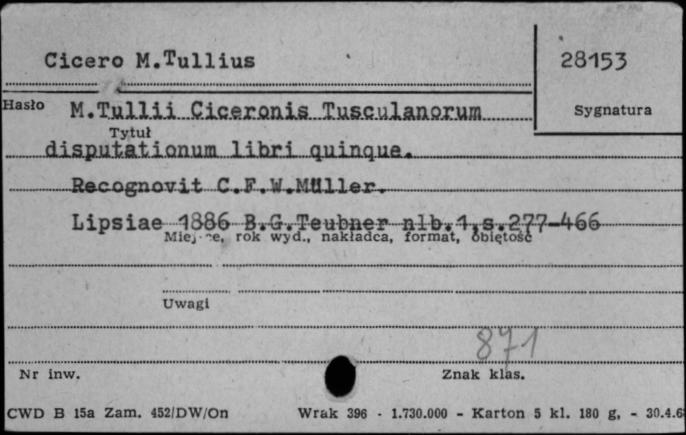 Cicero M.Tullius
28153
Hasło
Sygnatura
M.Tullii Ciceronis Tusculanorum
Tytuł
disputationum libri quinque.
Recognovit C.F.W.Müller.
Lipsiae 1886 B.G.Teubner nlb.1,s.277-466
Miejsce, rok wyd., nakładca, format, objętość
Uwagi
871
Nr inw.
Znak klas.
CWD B 15a Zam. 452/DW/On Wrak 396 - 1.730.000 - Karton 5 kl. 180 g, - 30.4.6